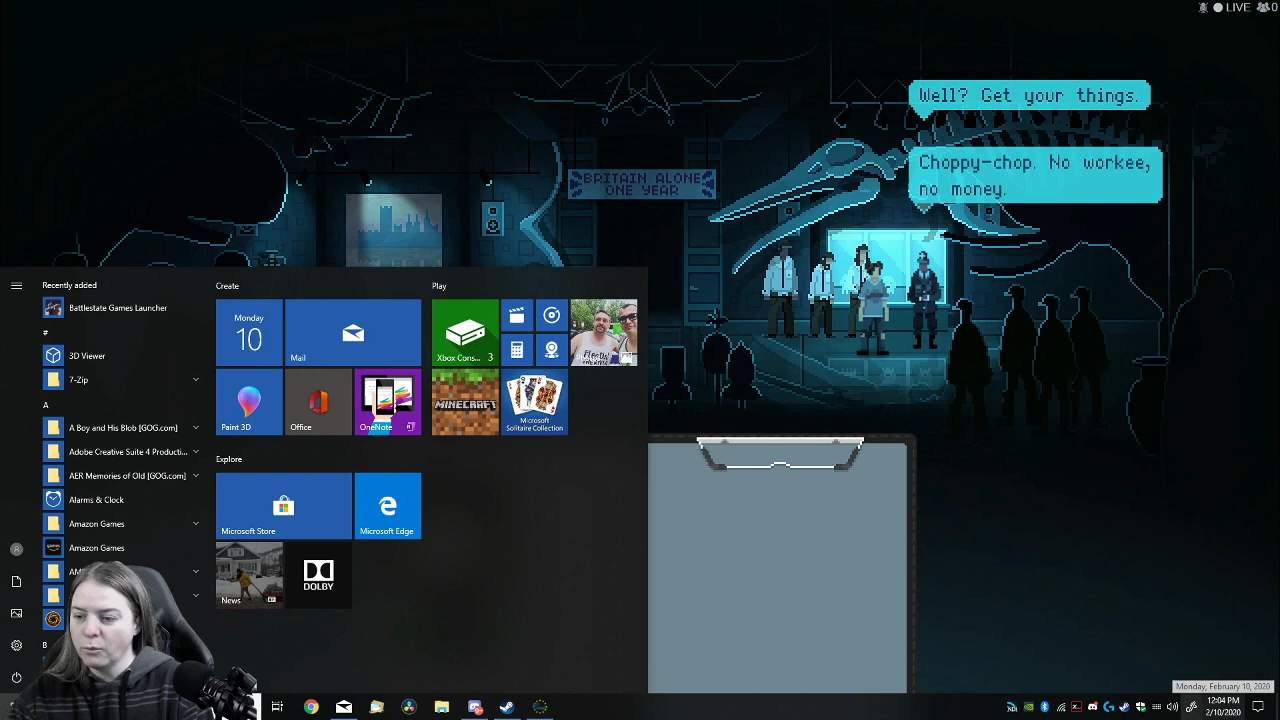 LIVE 0
Well? Get your things.
Choppy-chop. No workee,
no money.
BRITAIN ALONE
ONE YEAR
Recently added
Battlestate Games Launcher
#
3D Viewer
7-Zip
A
A Boy and His Blob [GOG.com]
Adobe Creative Suite 4 Producti...
AER Memories of Old [GOG.com]
Alarms & Clock
Amazon Games
Amazon Games
B
Create
Monday
10
Mail
Paint 3D
Office
OneNote
Explore
Microsoft Store
Microsoft Edge
News
DOLBY
Play
Xbox Cons... 3
MINECRAFT
Microsoft
Solitaire Collection
Monday, February 10, 2020
12:04 PM
2/10/2020